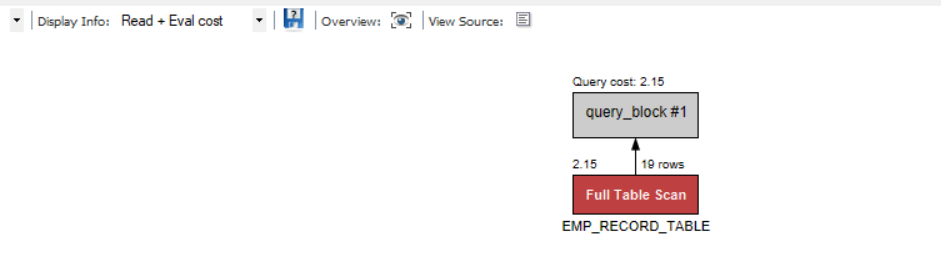 Display Info: Read + Eval cost Overview: View Source:
Query cost: 2.15
query_block #1
2.15 19 rows
Full Table Scan
EMP_RECORD_TABLE